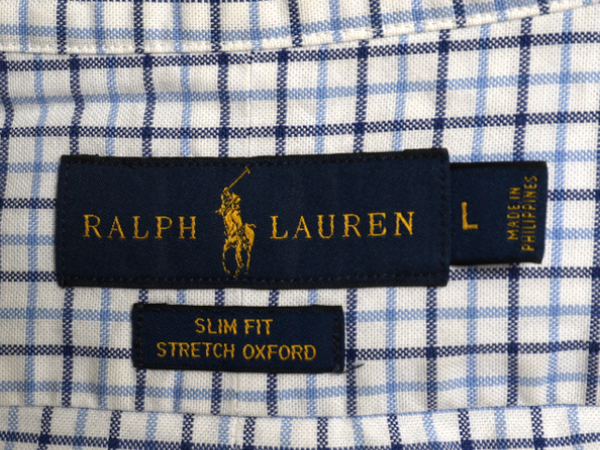 RALPH LAUREN
L
MADE IN
PHILIPPINES
SLIM FIT
STRETCH OXFORD